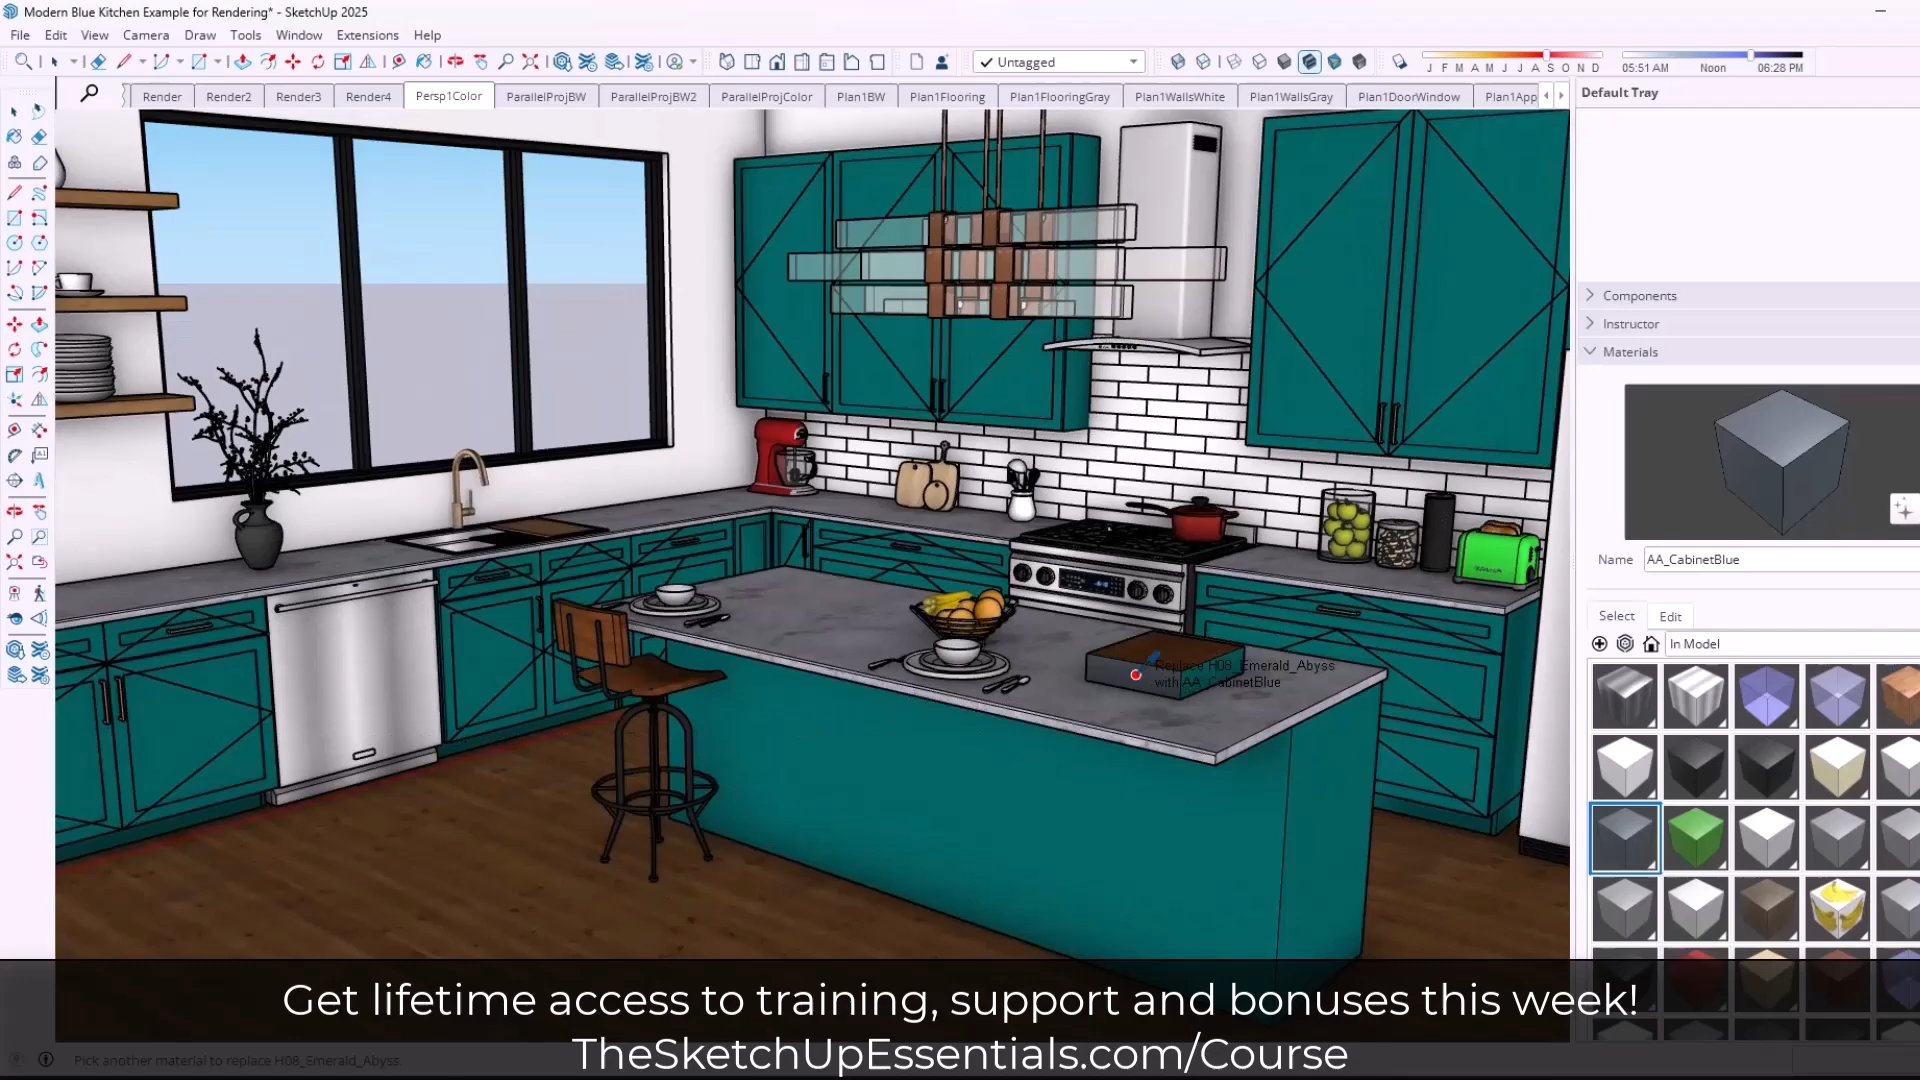 Modern Blue Kitchen Example for Rendering* - SketchUp 2025
File Edit View Camera Draw Tools Window Extensions Help
Untagged
J F M A M J J A S O N D
05:51 AM Noon 06:28 PM
Render Render2 Render3 Render4 Persp1Color ParallelProjBW ParallelProjBW2 ParallelProjColor Plan1BW Plan1Flooring Plan1FlooringGray Plan1WallsWhite Plan1WallsGray Plan1DoorWindow Plan1App
Default Tray
Components
Instructor
Materials
Name AA_CabinetBlue
Select Edit
In Model
Replace H08_Emerald_Abyss
with AA_CabinetBlue
Get lifetime access to training, support and bonuses this week!
TheSketchUpEssentials.com/Course
Pick another material to replace H08_Emerald_Abyss.